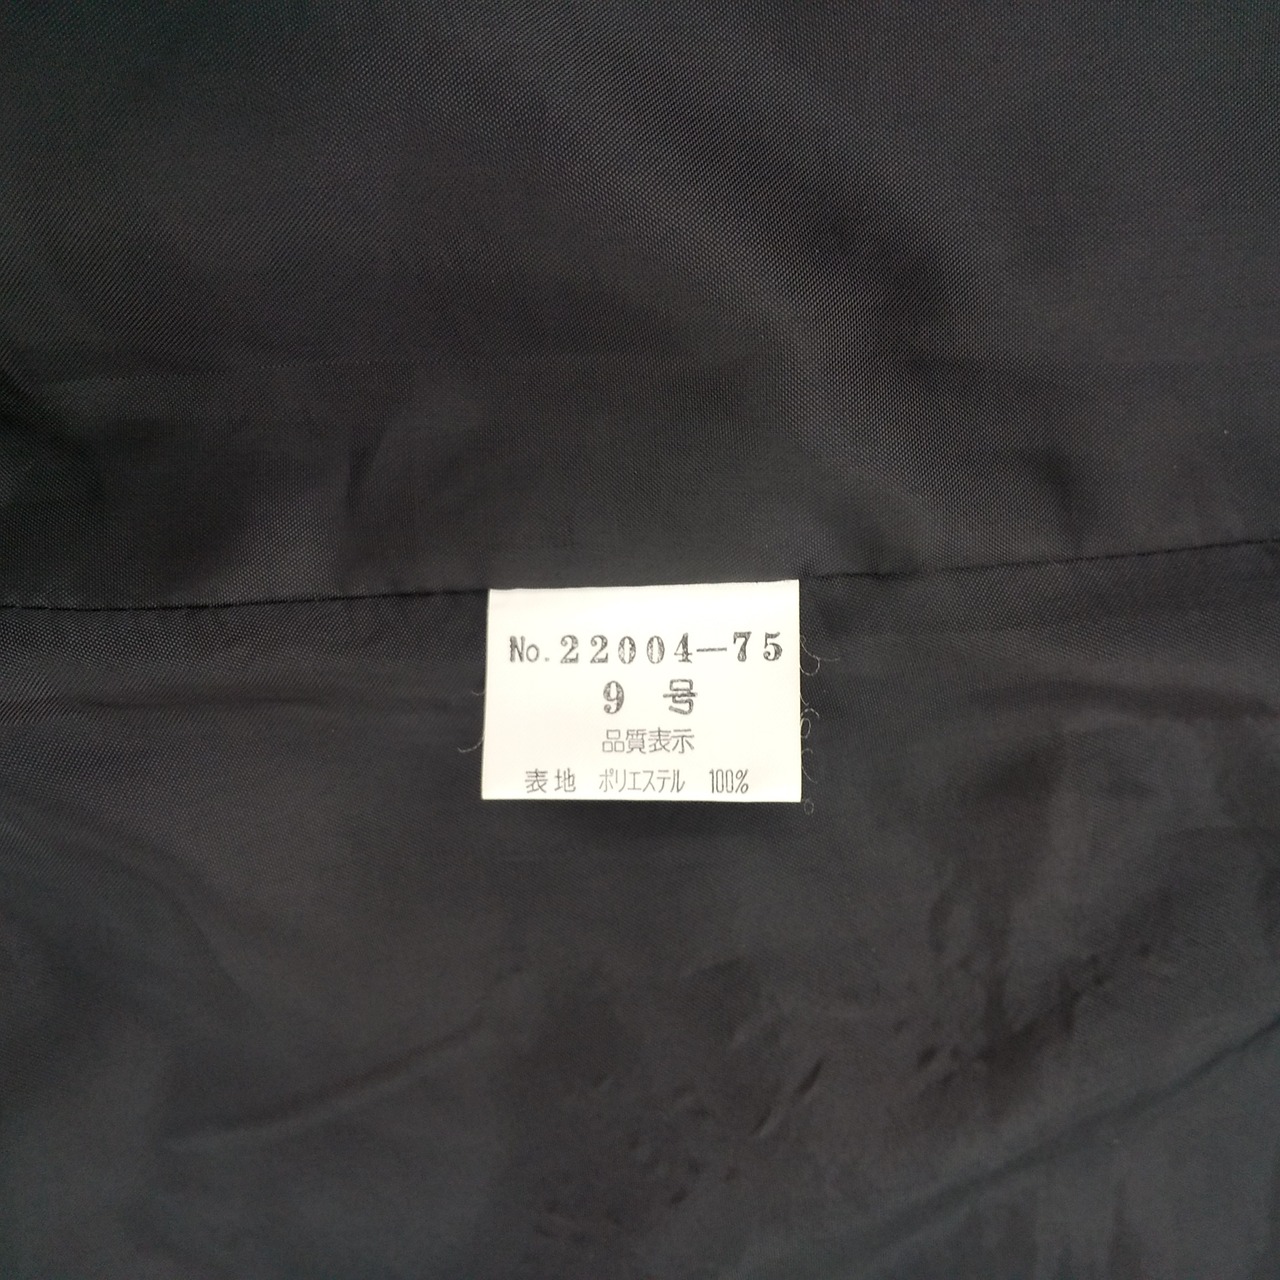 No.22004-75
9 号
品質表示
表地 ポリエステル 100%